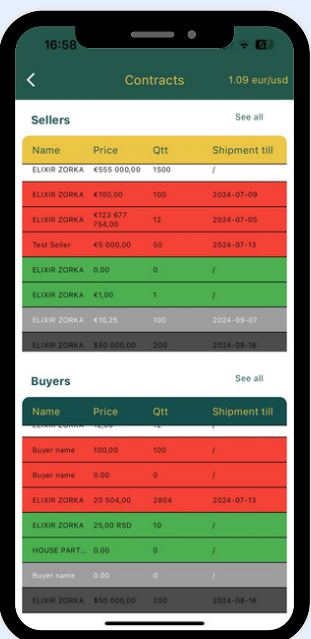 16:58
Contracts 1.09 eur/usd
Sellers See all
Name Price Qtt Shipment till
ELIXIR ZORKA €555 000,00 1500 /
ELIXIR ZORKA €100,00 100 2024-07-09
ELIXIR ZORKA €123 677 754,00 12 2024-07-05
Test Seller €5 000,00 50 2024-07-13
ELIXIR ZORKA 0.00 0 /
ELIXIR ZORKA €1,00 1 /
ELIXIR ZORKA €10,25 100 2024-09-07
ELIXIR ZORKA $50 000,00 200 2024-08-16
Buyers See all
Name Price Qtt Shipment till
ELIXIR ZORKA 12,00 12 /
Buyer name 100,00 100 /
Buyer name 0.00 0 /
ELIXIR ZORKA 20 504,00 2804 2024-07-13
ELIXIR ZORKA 25,00 RSD 10 /
HOUSE PART... 0.00 0 /
Buyer name 0.00 0 /
ELIXIR ZORKA $50 000,00 200 2024-08-16